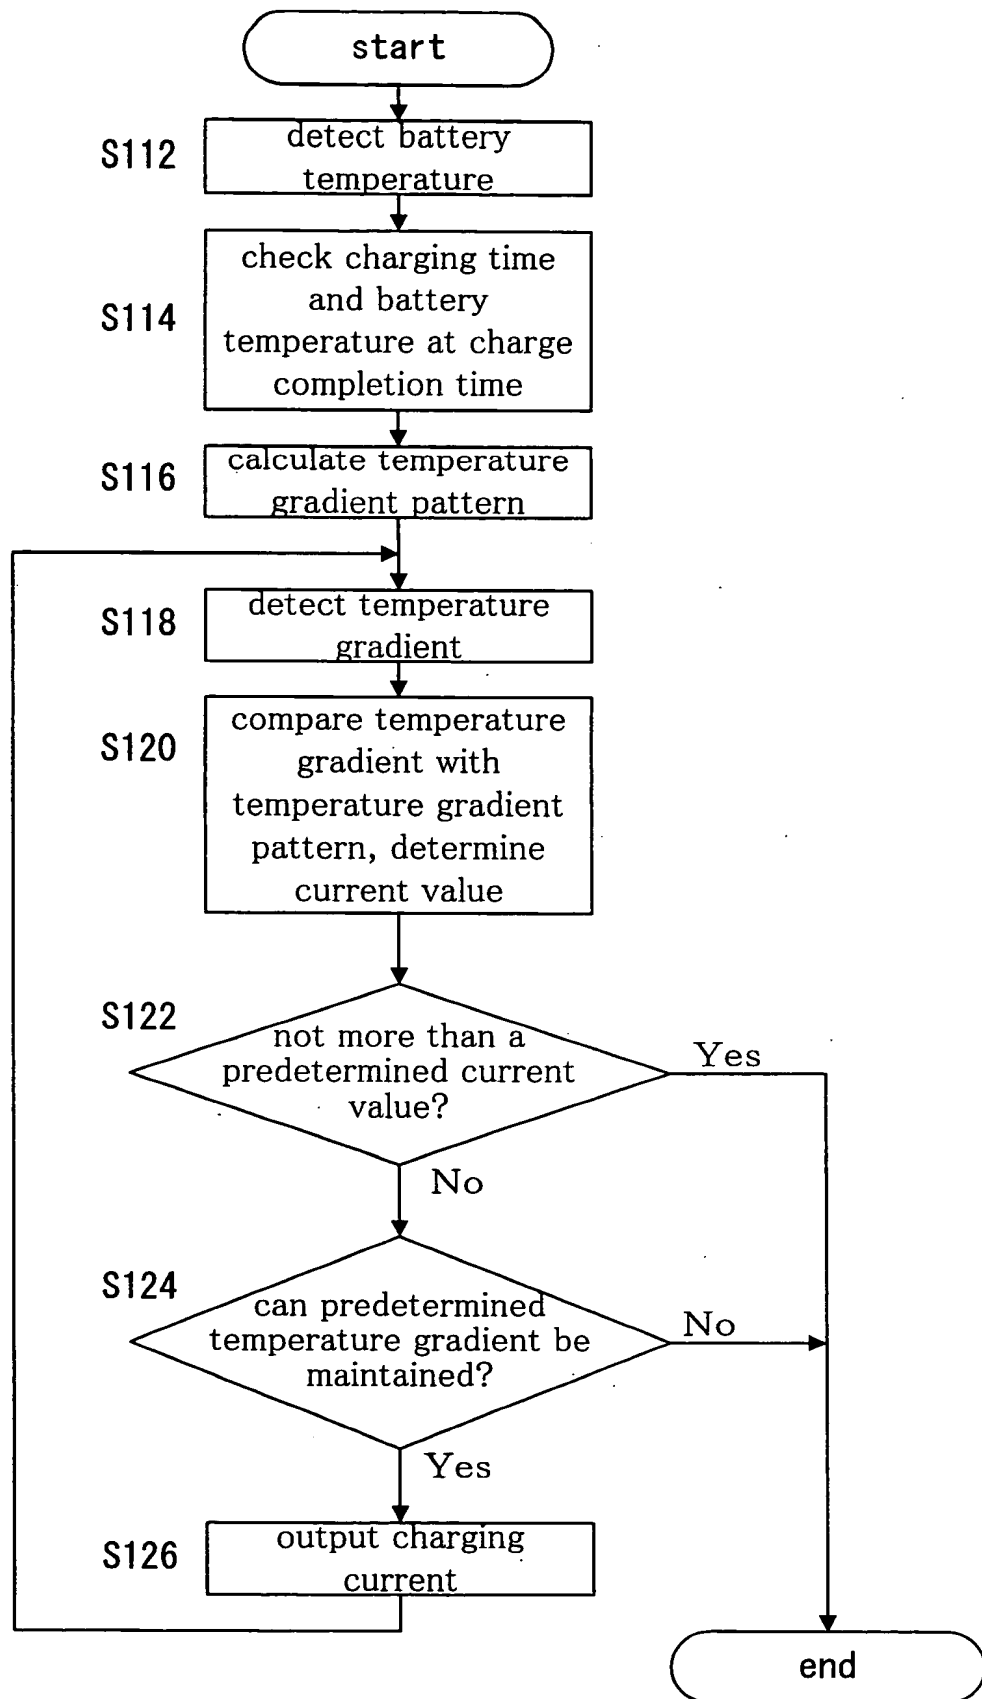 start
S112
detect battery
temperature
S114
check charging time
and battery
temperature at charge
completion time
S116
calculate temperature
gradient pattern
S118
detect temperature
gradient
S120
compare temperature
gradient with
temperature gradient
pattern, determine
current value
S122
not more than a
predetermined current
value?
Yes
No
S124
can predetermined
temperature gradient be
maintained?
No
Yes
S126
output charging
current
end